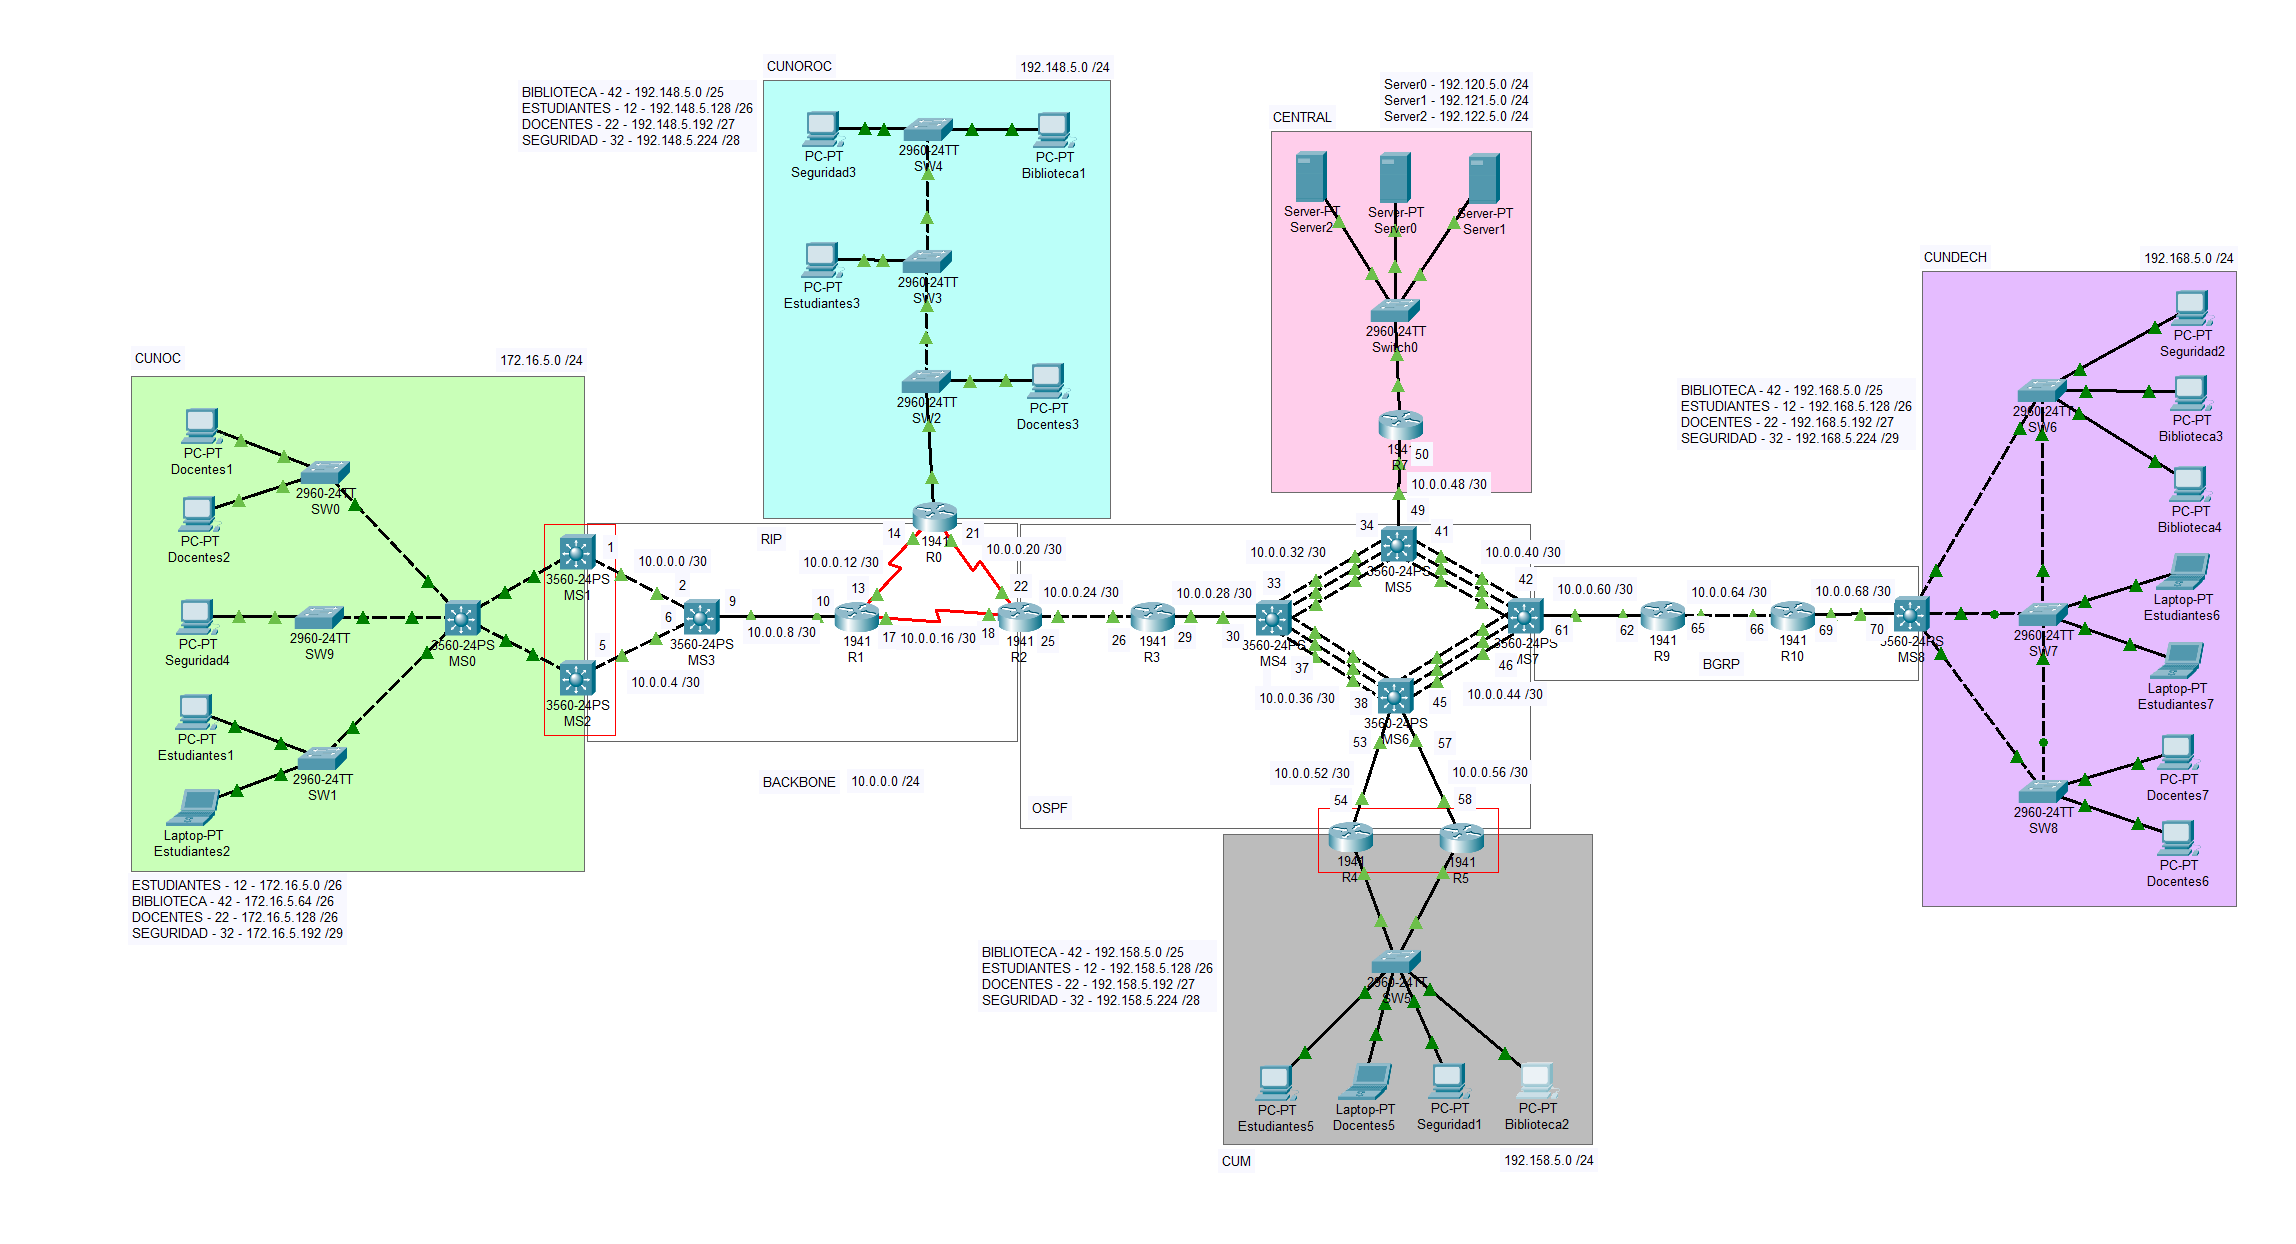 CUNOROC
192.148.5.0 /24
BIBLIOTECA - 42 - 192.148.5.0 /25
ESTUDIANTES - 12 - 192.148.5.128 /26
DOCENTES - 22 - 192.148.5.192 /27
SEGURIDAD - 32 - 192.148.5.224 /28
PC-PT
Seguridad3
2960-24TT
SW4
PC-PT
Biblioteca1
PC-PT
Estudiantes3
2960-24TT
SW3
2960-24TT
SW2
PC-PT
Docentes3
Server0 - 192.120.5.0 /24
Server1 - 192.121.5.0 /24
Server2 - 192.122.5.0 /24
CENTRAL
Server-PT
Server2
Server-PT
Server0
Server-PT
Server1
2960-24TT
Switch0
1941
R7
50
10.0.0.48 /30
49
CUNDECH
192.168.5.0 /24
BIBLIOTECA - 42 - 192.168.5.0 /25
ESTUDIANTES - 12 - 192.168.5.128 /26
DOCENTES - 22 - 192.168.5.192 /27
SEGURIDAD - 32 - 192.168.5.224 /29
PC-PT
Seguridad2
PC-PT
Biblioteca3
PC-PT
Biblioteca4
2960-24TT
SW6
Laptop-PT
Estudiantes6
2960-24TT
SW7
Laptop-PT
Estudiantes7
PC-PT
Docentes7
2960-24TT
SW8
PC-PT
Docentes6
CUNOC
172.16.5.0 /24
PC-PT
Docentes1
2960-24TT
SW0
PC-PT
Docentes2
PC-PT
Seguridad4
2960-24TT
SW9
3560-24PS
MS0
PC-PT
Estudiantes1
2960-24TT
SW1
Laptop-PT
Estudiantes2
ESTUDIANTES - 12 - 172.16.5.0 /26
BIBLIOTECA - 42 - 172.16.5.64 /26
DOCENTES - 22 - 172.16.5.128 /26
SEGURIDAD - 32 - 172.16.5.192 /29
RIP
1
3560-24PS
MS1
10.0.0.0 /30
2
5
3560-24PS
MS2
10.0.0.4 /30
6
3560-24PS
MS3
9
10.0.0.8 /30
10
1941
R1
13
10.0.0.12 /30
14
1941
R0
21
10.0.0.20 /30
22
17
10.0.0.16 /30
18
1941
R2
BACKBONE
10.0.0.0 /24
OSPF
25
10.0.0.24 /30
26
1941
R3
29
10.0.0.28 /30
30
3560-24PS
MS4
33
10.0.0.32 /30
34
3560-24PS
MS5
41
10.0.0.40 /30
42
37
10.0.0.36 /30
38
3560-24PS
MS6
45
10.0.0.44 /30
46
3560-24PS
MS7
53
10.0.0.52 /30
54
57
10.0.0.56 /30
58
61
10.0.0.60 /30
62
1941
R9
65
10.0.0.64 /30
66
1941
R10
69
10.0.0.68 /30
70
3560-24PS
MS8
BGRP
1941
R4
1941
R5
BIBLIOTECA - 42 - 192.158.5.0 /25
ESTUDIANTES - 12 - 192.158.5.128 /26
DOCENTES - 22 - 192.158.5.192 /27
SEGURIDAD - 32 - 192.158.5.224 /28
2960-24TT
SW5
PC-PT
Estudiantes5
Laptop-PT
Docentes5
PC-PT
Seguridad1
PC-PT
Biblioteca2
CUM
192.158.5.0 /24